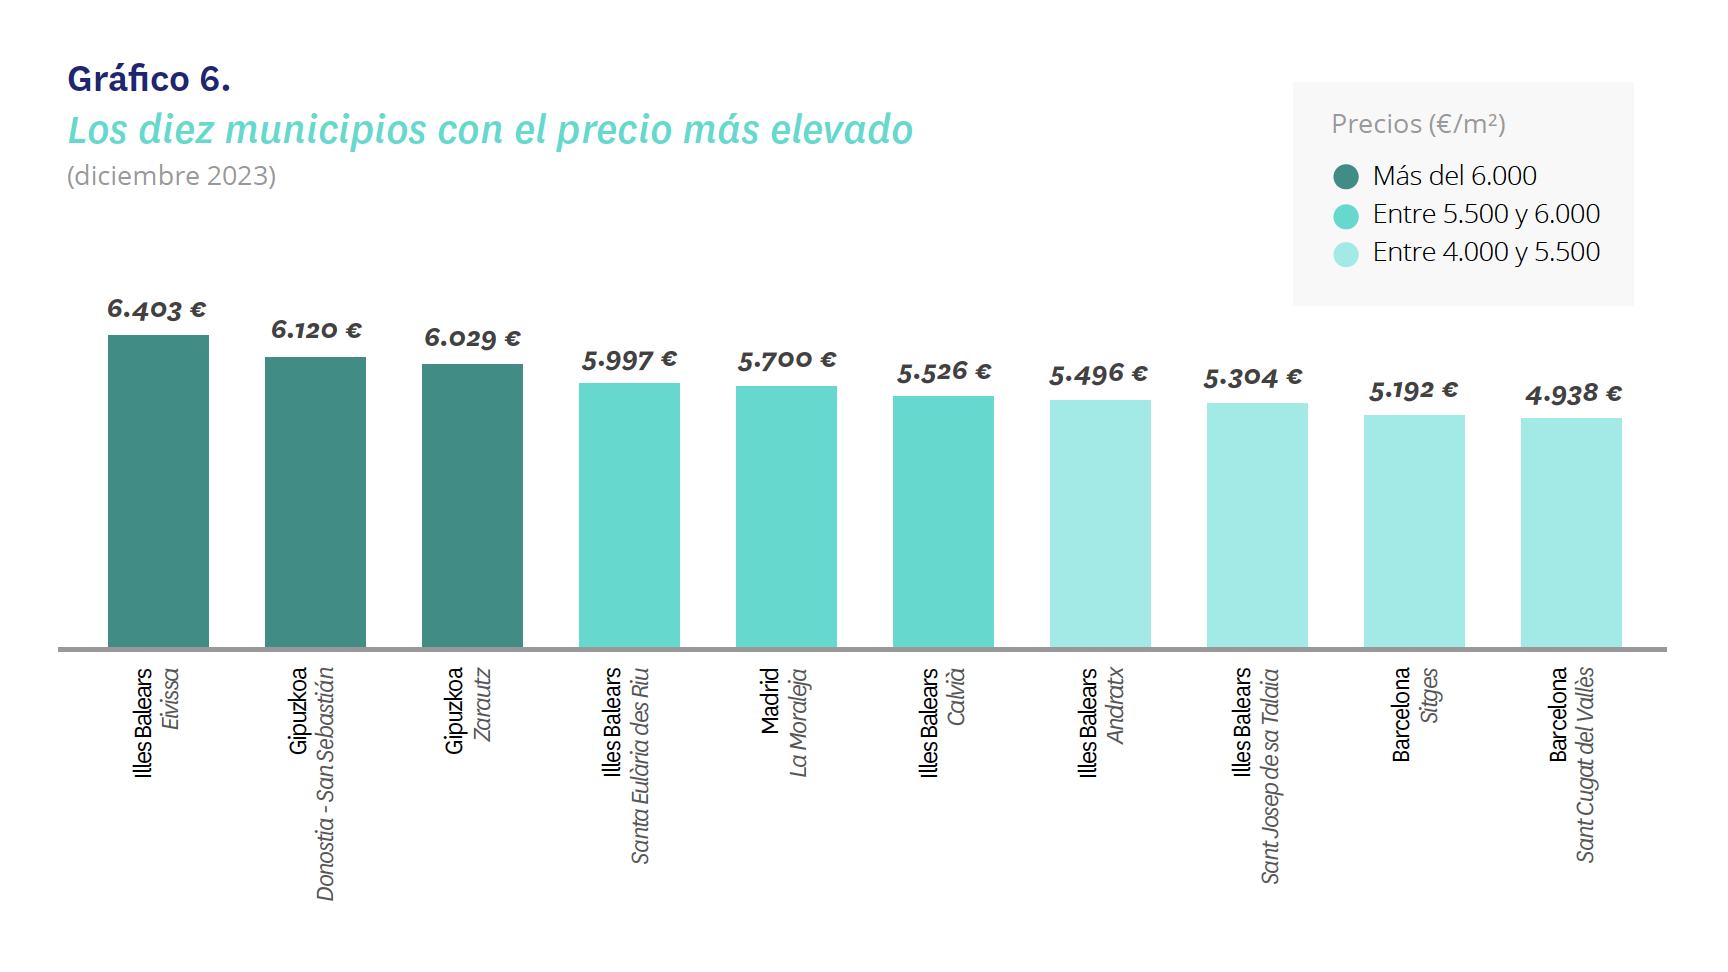 Gráfico 6.
Los diez municipios con el precio más elevado
(diciembre 2023)
Precios (€/m²)
Más del 6.000
Entre 5.500 y 6.000
Entre 4.000 y 5.500
6.403 €
6.120 €
6.029 €
5.997 €
5.700 €
5.526 €
5.496 €
5.304 €
5.192 €
4.938 €
Illes Balears
Eivissa
Gipuzkoa
Donostia - San Sebastián
Gipuzkoa
Zarautz
Illes Balears
Santa Eulària des Riu
Madrid
La Moraleja
Illes Balears
Calvià
Illes Balears
Andratx
Illes Balears
Sant Josep de sa Talaia
Barcelona
Sitges
Barcelona
Sant Cugat del Vallès